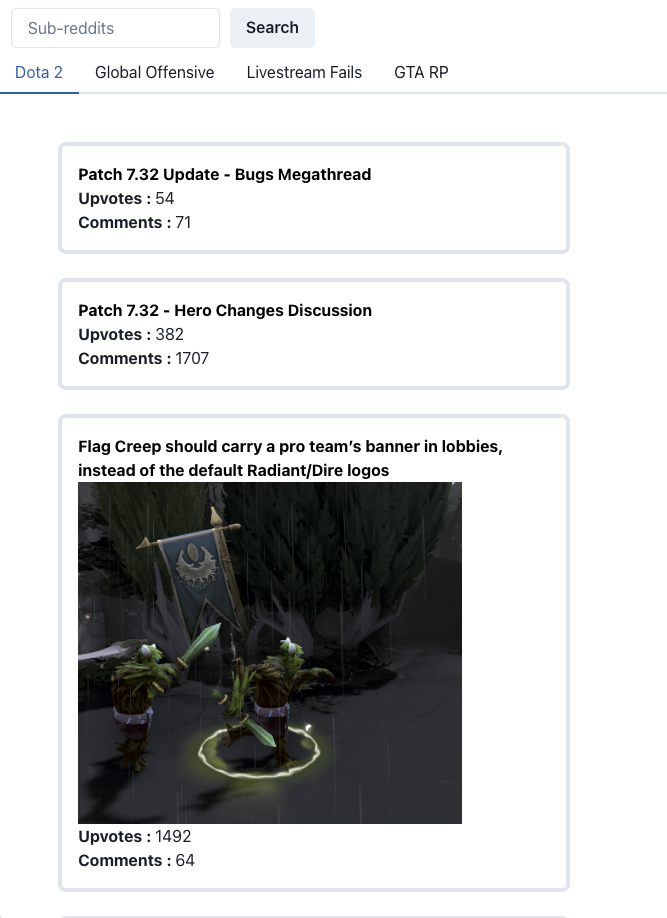 Sub-reddits
Search
Dota 2
Global Offensive
Livestream Fails
GTA RP
Patch 7.32 Update - Bugs Megathread
Upvotes : 54
Comments : 71
Patch 7.32 - Hero Changes Discussion
Upvotes : 382
Comments : 1707
Flag Creep should carry a pro team’s banner in lobbies,
instead of the default Radiant/Dire logos
Upvotes : 1492
Comments : 64